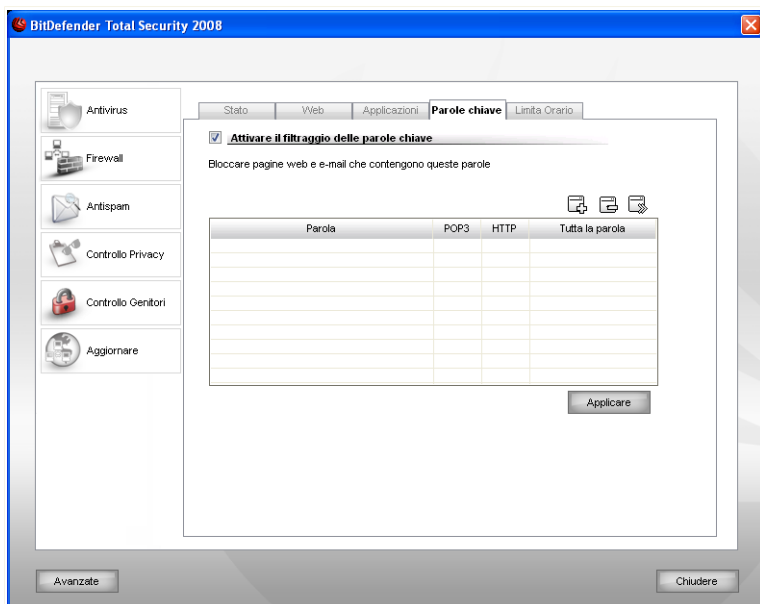 BitDefender Total Security 2008
Antivirus
Firewall
Antispam
Controllo Privacy
Controllo Genitori
Aggiornare
Stato Web Applicazioni Parole chiave Limita Orario
Attivare il filtraggio delle parole chiave
Bloccare pagine web e e-mail che contengono queste parole
Parola POP3 HTTP Tutta la parola
Applicare
Avanzate
Chiudere